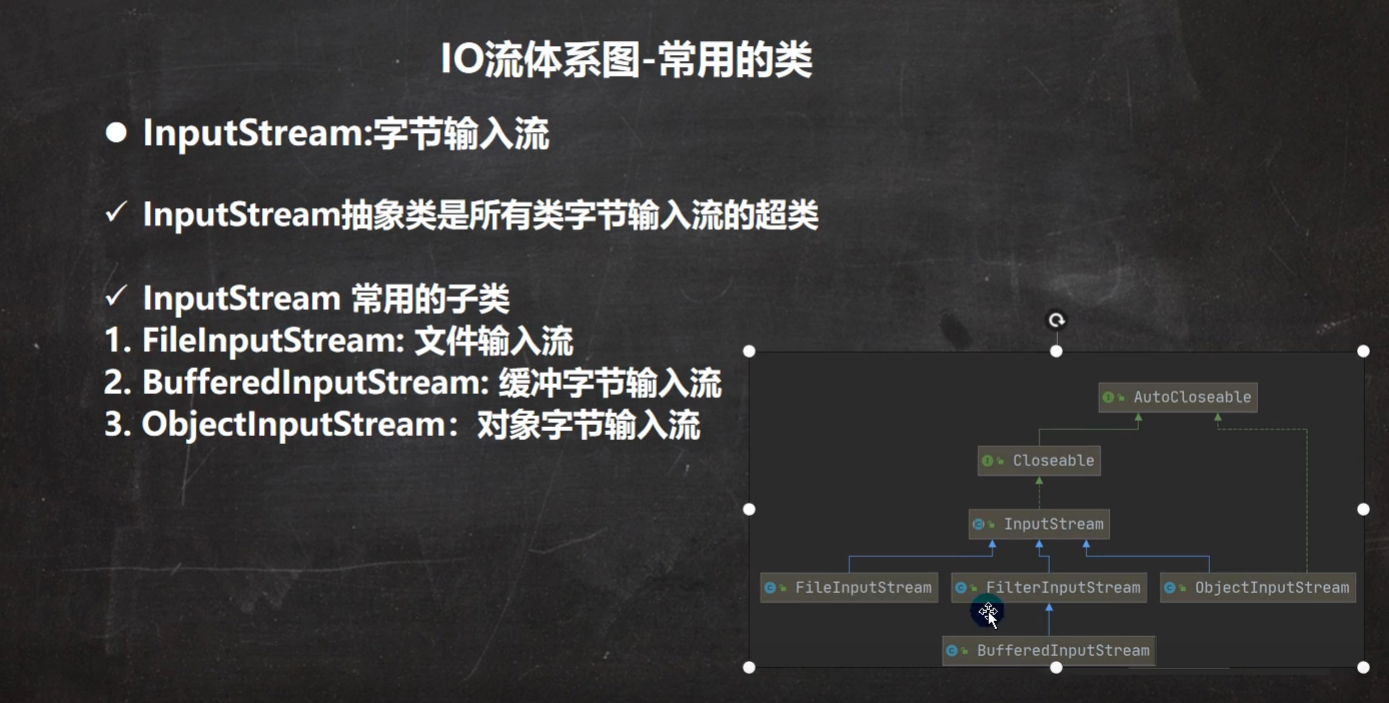 IO流体系图-常用的类
● InputStream:字节输入流
✓ InputStream抽象类是所有类字节输入流的超类
✓ InputStream 常用的子类
1. FileInputStream: 文件输入流
2. BufferedInputStream: 缓冲字节输入流
3. ObjectInputStream：对象字节输入流
AutoCloseable
Closeable
InputStream
FileInputStream
FilterInputStream
ObjectInputStream
BufferedInputStream